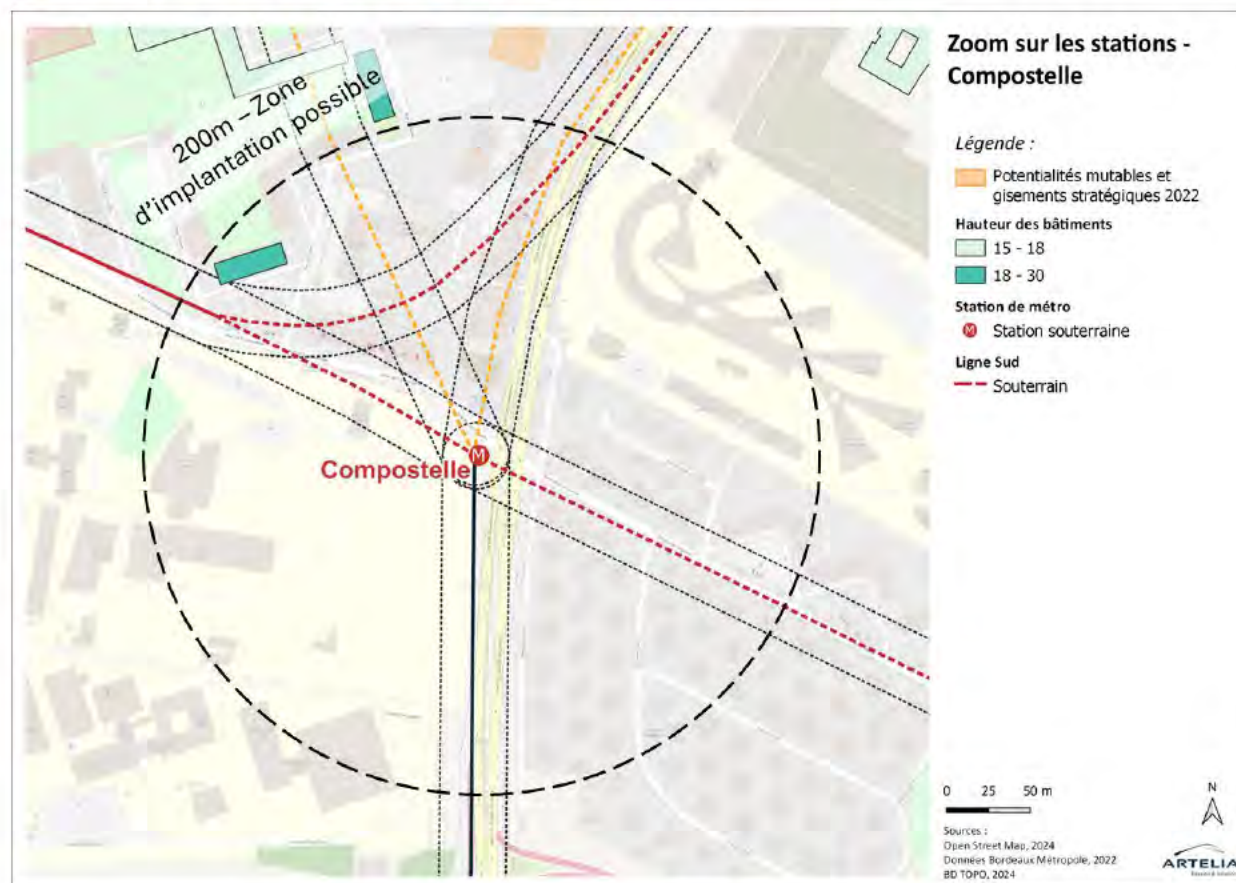 Zoom sur les stations -
Compostelle
200m - Zone
d'implantation possible
Compostelle
M
Légende :
Potentialités mutables et
gisements stratégiques 2022
Hauteur des bâtiments
15 - 18
18 - 30
Station de métro
M Station souterraine
Ligne Sud
Souterrain
0 25 50 m
N
Sources :
Open Street Map, 2024
Données Bordeaux Métropole, 2022
BD TOPO, 2024
ARTELIA